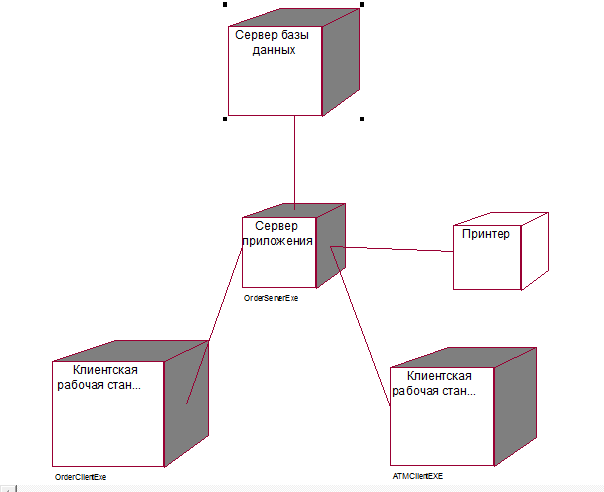 Сервер базы
данных
Сервер
приложения
OrderServerExe
Принтер
Клиентская
рабочая стан...
OrderClientExe
Клиентская
рабочая стан...
ATMClientEXE